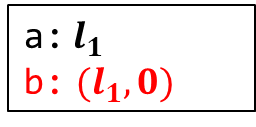 a: l₁
b: (l₁, 0)